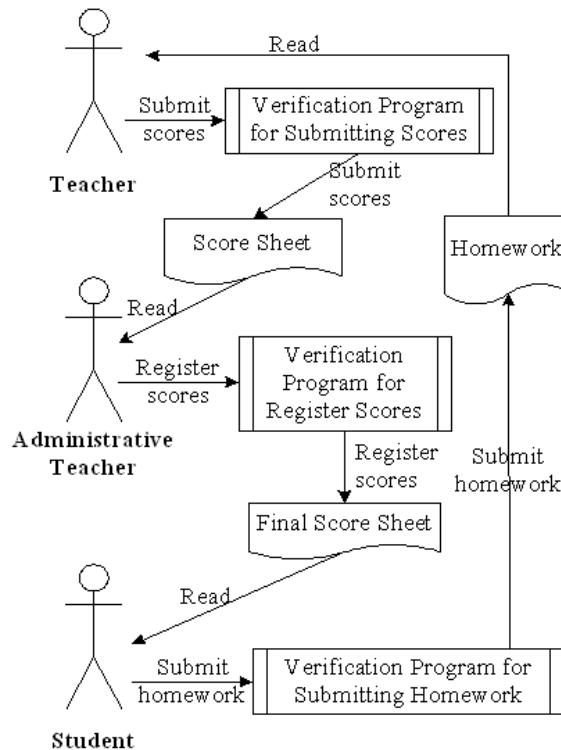 Read
Submit
scores
Verification Program
for Submitting Scores
Teacher
Submit
scores
Score Sheet
Homework
Read
Register
scores
Verification
Program for
Register Scores
Administrative
Teacher
Register
scores
Submit
homework
Final Score Sheet
Read
Submit
homework
Verification Program for
Submitting Homework
Student